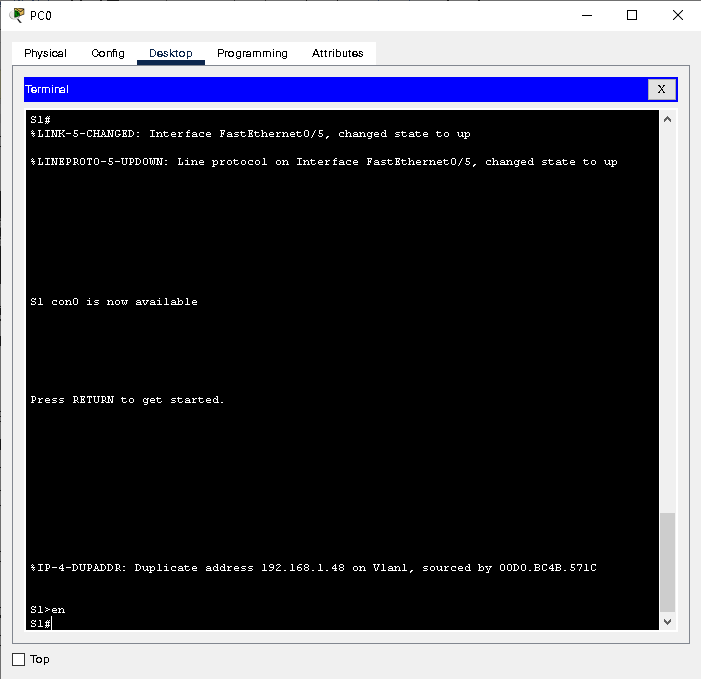 PC0
Physical Config Desktop Programming Attributes
Terminal X
S1#
%LINK-5-CHANGED: Interface FastEthernet0/5, changed state to up
%LINEPROTO-5-UPDOWN: Line protocol on Interface FastEthernet0/5, changed state to up
S1 con0 is now available
Press RETURN to get started.
%IP-4-DUPADDR: Duplicate address 192.168.1.48 on Vlan1, sourced by 00D0.BC4B.571C
S1>en
S1#
Top